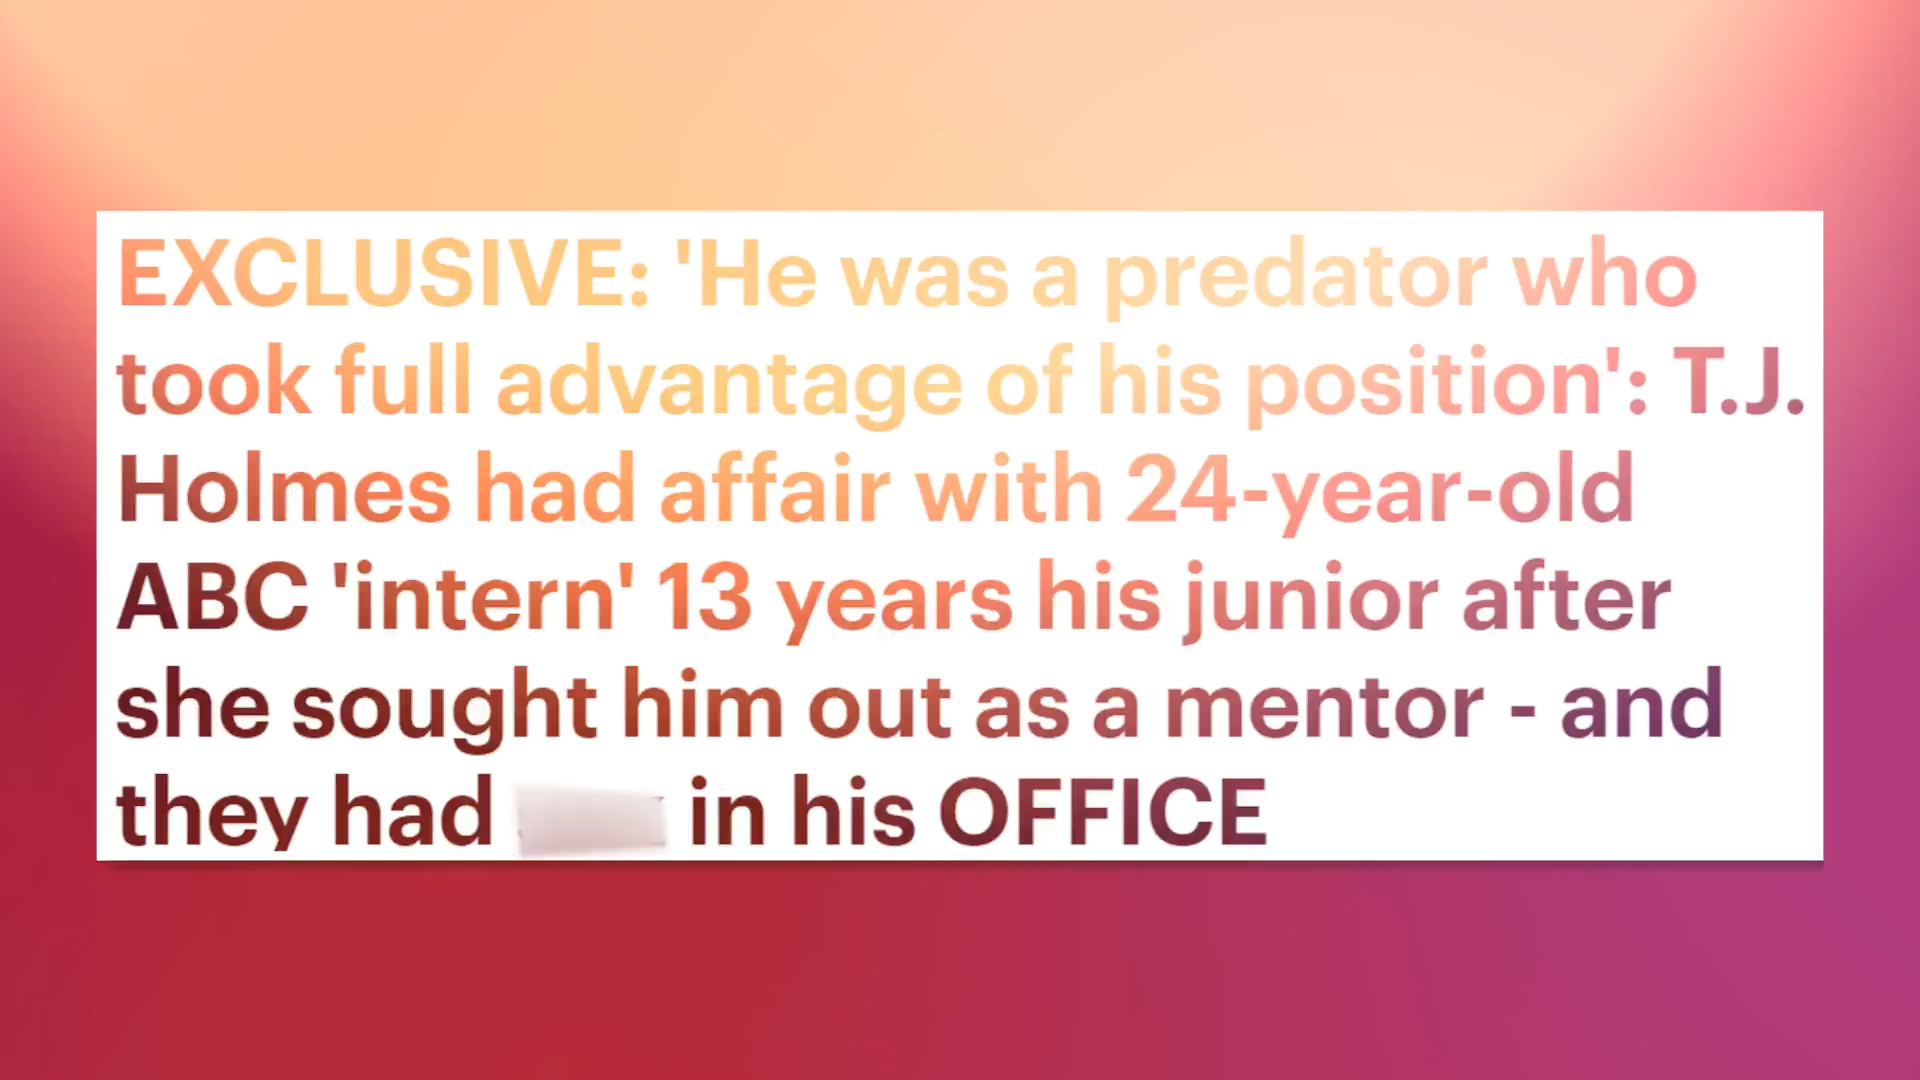 EXCLUSIVE: 'He was a predator who
took full advantage of his position': T.J.
Holmes had affair with 24-year-old
ABC 'intern' 13 years his junior after
she sought him out as a mentor - and
they had in his OFFICE